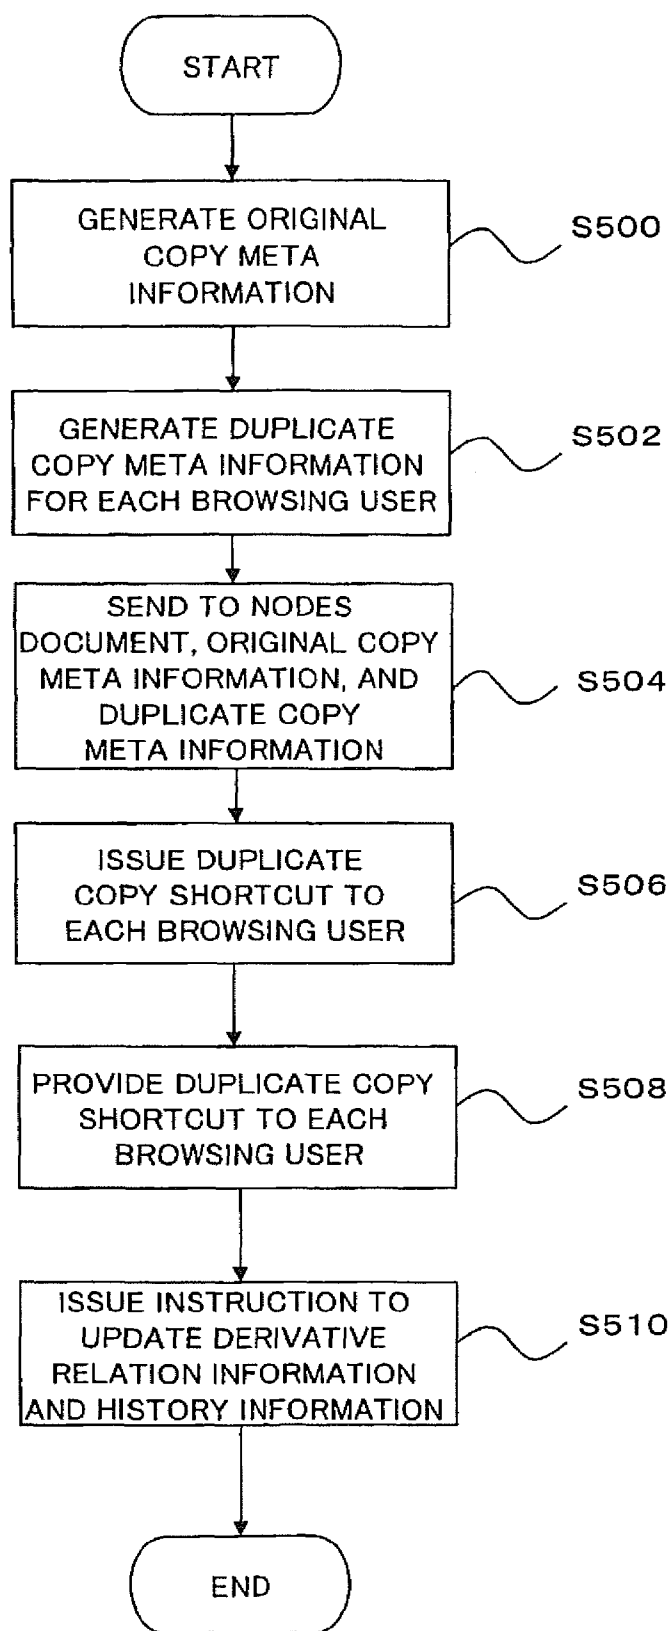 START
GENERATE ORIGINAL
COPY META
INFORMATION
S500
GENERATE DUPLICATE
COPY META INFORMATION
FOR EACH BROWSING USER
S502
SEND TO NODES
DOCUMENT, ORIGINAL COPY
META INFORMATION, AND
DUPLICATE COPY
META INFORMATION
S504
ISSUE DUPLICATE
COPY SHORTCUT TO
EACH BROWSING USER
S506
PROVIDE DUPLICATE COPY
SHORTCUT TO EACH
BROWSING USER
S508
ISSUE INSTRUCTION TO
UPDATE DERIVATIVE
RELATION INFORMATION
AND HISTORY INFORMATION
S510
END